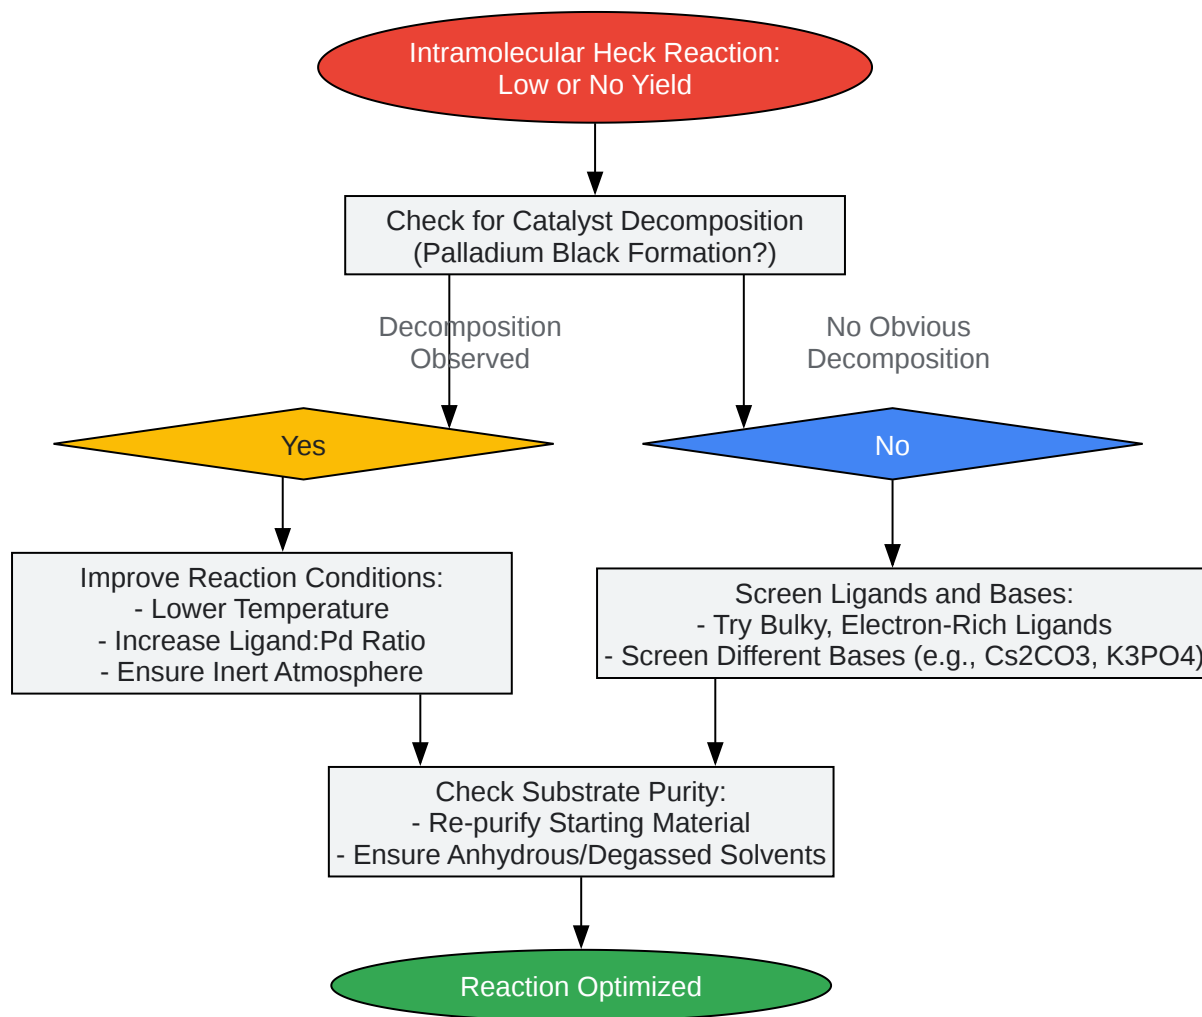 Intramolecular Heck Reaction:
Low or No Yield
Check for Catalyst Decomposition
(Palladium Black Formation?)
Decomposition
Observed
No Obvious
Decomposition
Yes
No
Improve Reaction Conditions:
- Lower Temperature
- Increase Ligand:Pd Ratio
- Ensure Inert Atmosphere
Screen Ligands and Bases:
- Try Bulky, Electron-Rich Ligands
- Screen Different Bases (e.g., Cs2CO3, K3PO4)
Check Substrate Purity:
- Re-purify Starting Material
- Ensure Anhydrous/Degassed Solvents
Reaction Optimized